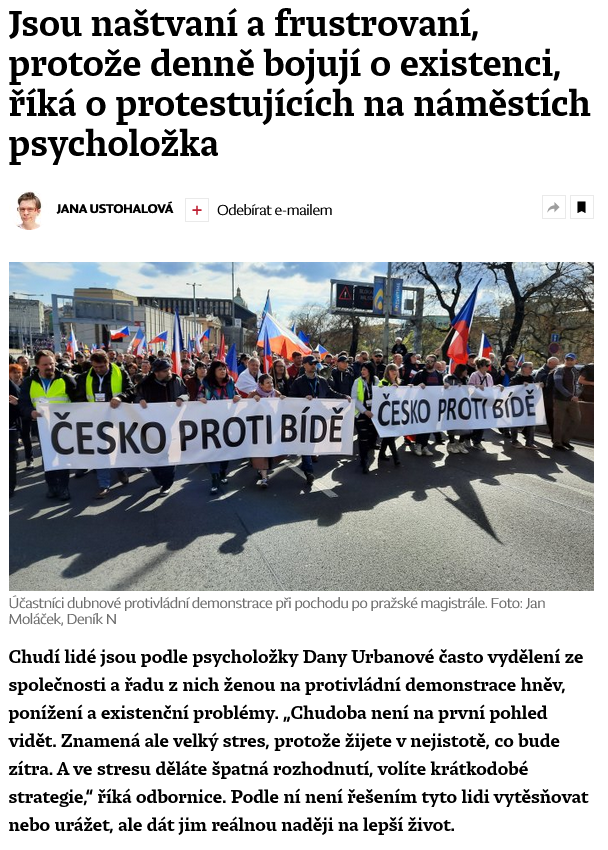 Jsou naštvaní a frustrovaní,
protože denně bojují o existenci,
říká o protestujících na náměstích
psycholožka
JANA USTOHALOVÁ + Odebírat e-mailem
ČESKO PROTI BÍDĚ
ČESKO PROTI BÍDĚ
Účastníci dubnové protivládní demonstrace při pochodu po pražské magistrále. Foto: Jan
Moláček, Deník N
Chudí lidé jsou podle psycholožky Dany Urbanové často vydělení ze
společnosti a řadu z nich ženou na protivládní demonstrace hněv,
ponížení a existenční problémy. „Chudoba není na první pohled
vidět. Znamená ale velký stres, protože žijete v nejistotě, co bude
zítra. A ve stresu děláte špatná rozhodnutí, volíte krátkodobé
strategie,“ říká odbornice. Podle ní není řešením tyto lidi vytěsňovat
nebo urážet, ale dát jim reálnou naději na lepší život.